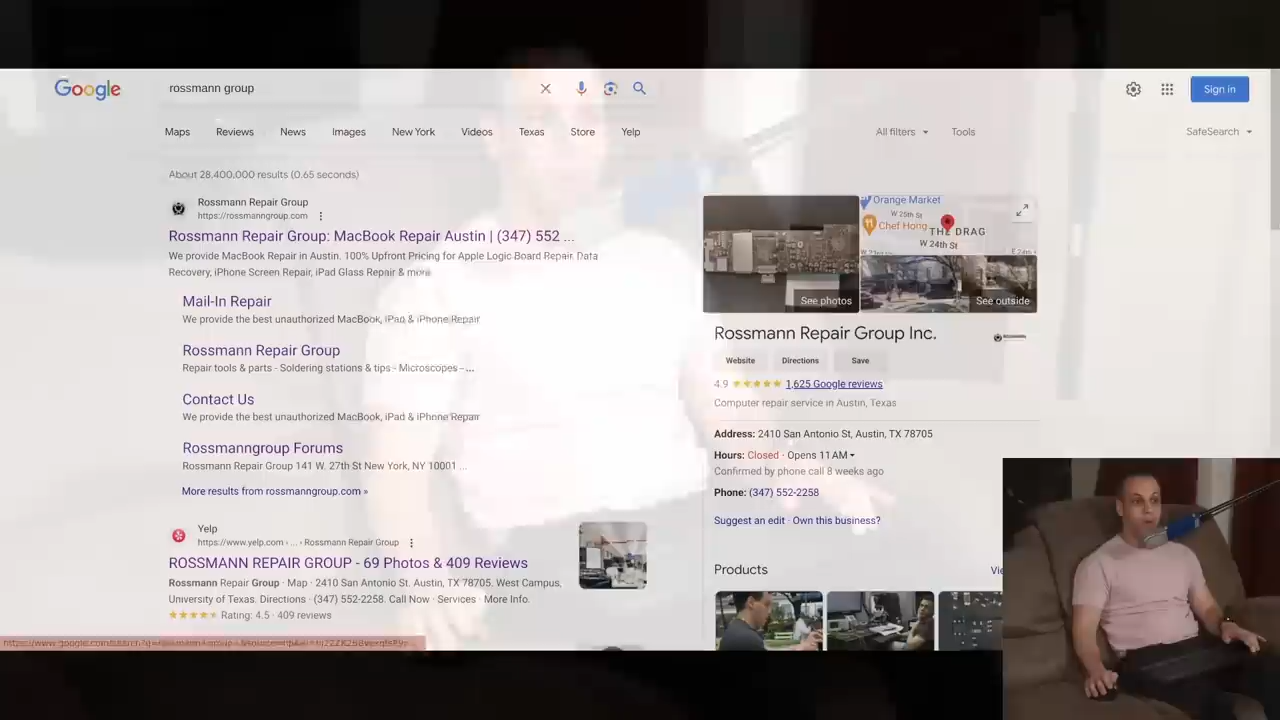 Google
rossmann group
Sign in
Maps
Reviews
News
Images
New York
Videos
Texas
Store
Yelp
All filters
Tools
SafeSearch
About 28,400,000 results (0.65 seconds)
Rossmann Repair Group
https://rossmanngroup.com
Rossmann Repair Group: MacBook Repair Austin | (347) 552 ...
We provide MacBook Repair in Austin. 100% Upfront Pricing for Apple Logic Board Repair, Data
Recovery, iPhone Screen Repair, iPad Glass Repair & more
Mail-In Repair
We provide the best unauthorized MacBook, iPad & iPhone Repair
Rossmann Repair Group
Repair tools & parts - Soldering stations & tips - Microscopes – ...
Contact Us
We provide the best unauthorized MacBook, iPad & iPhone Repair
Rossmanngroup Forums
Rossmann Repair Group 141 W. 27th St New York, NY 10001 ...
More results from rossmanngroup.com »
Yelp
https://www.yelp.com › ... › Rossmann Repair Group
ROSSMANN REPAIR GROUP - 69 Photos & 409 Reviews
Rossmann Repair Group · Map · 2410 San Antonio St. Austin, TX 78705. West Campus,
University of Texas. Directions · (347) 552-2258. Call Now · Services · More Info.
Rating: 4.5 · 409 reviews
Orange Market
W 25th St
Chef Hong
THE DRAG
W 24th St
See photos
See outside
Rossmann Repair Group Inc.
Website
Directions
Save
4.9
1,625 Google reviews
Computer repair service in Austin, Texas
Address: 2410 San Antonio St, Austin, TX 78705
Hours: Closed · Opens 11 AM
Confirmed by phone call 8 weeks ago
Phone: (347) 552-2258
Suggest an edit · Own this business?
Products